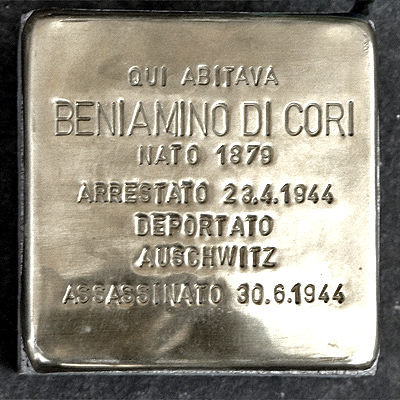 QUI ABITAVA
BENIAMINO DI CORI
NATO 1879
ARRESTATO 23.4.1944
DEPORTATO
AUSCHWITZ
ASSASSINATO 30.6.1944